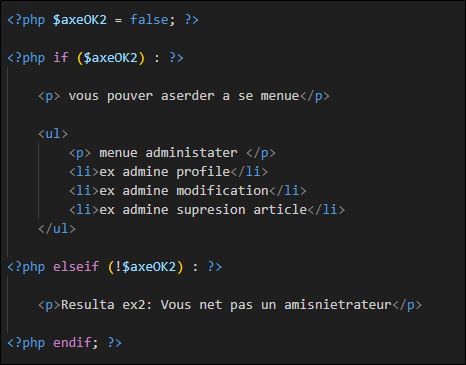 <?php $axeOK2 = false; ?>
<?php if ($axeOK2) : ?>
<p> vous pouver aserder a se menue</p>
<ul>
<p> menue administater </p>
<li>ex admine profile</li>
<li>ex admine modification</li>
<li>ex admine supresion article</li>
</ul>
<?php elseif (!$axeOK2) : ?>
<p>Resulta ex2: Vous net pas un amisnietrateur</p>
<?php endif; ?>